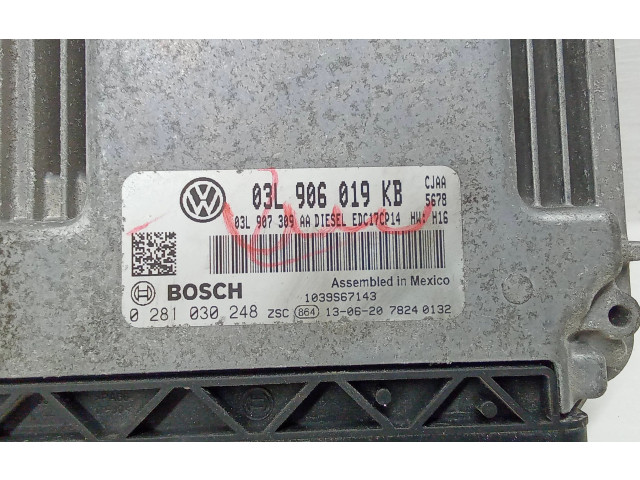 03L 906 019 KB CJAA
5678
03L 907 309 AA DIESEL EDC17CP14 HW: H16
Assembled in Mexico
BOSCH 1039S67143
0 281 030 248 ZSC 864 13-06-20 7824 0132